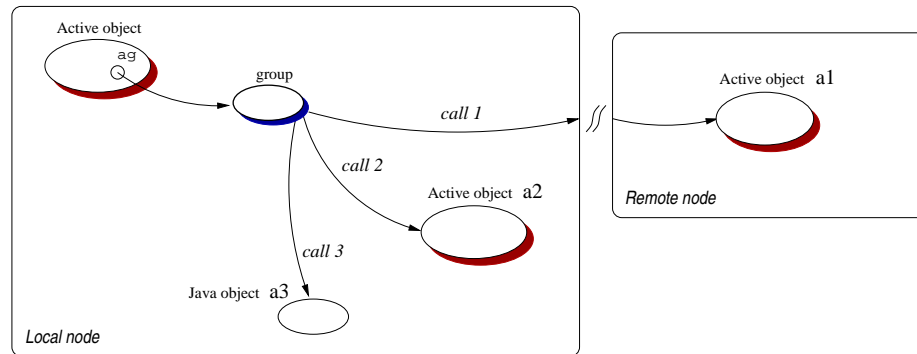 Active object
ag
group
call 1
call 2
call 3
Active object a2
Java object a3
Local node
Active object a1
Remote node